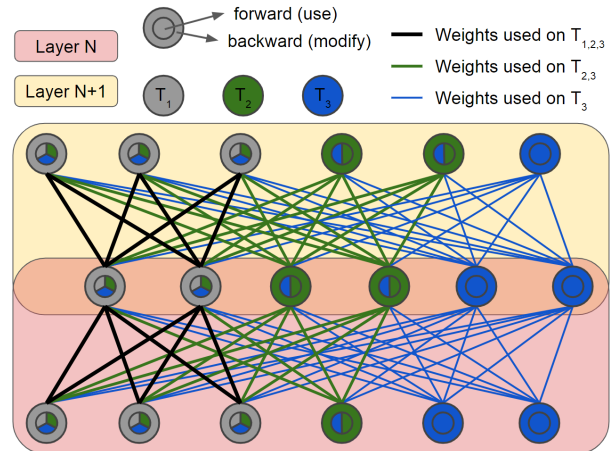 forward (use)
backward (modify)
Layer N
Layer N+1
T1
T2
T3
Weights used on T1,2,3
Weights used on T2,3
Weights used on T3